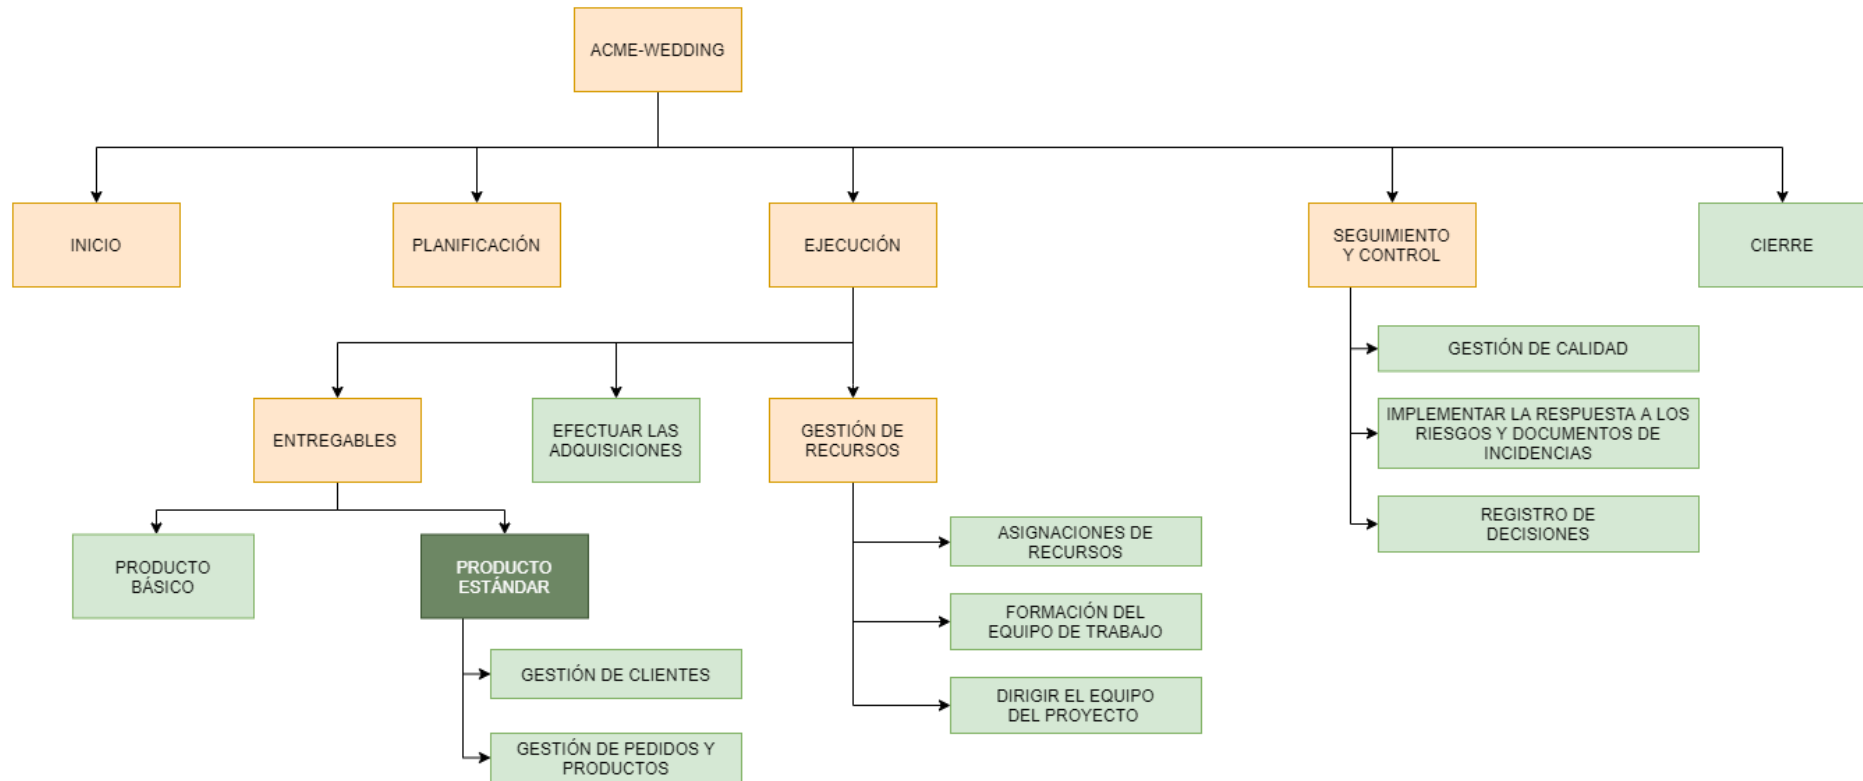 ACME-WEDDING
INICIO
PLANIFICACIÓN
EJECUCIÓN
SEGUIMIENTO
Y CONTROL
CIERRE
ENTREGABLES
EFECTUAR LAS
ADQUISICIONES
GESTIÓN DE
RECURSOS
GESTIÓN DE CALIDAD
IMPLEMENTAR LA RESPUESTA A LOS
RIESGOS Y DOCUMENTOS DE
INCIDENCIAS
REGISTRO DE
DECISIONES
PRODUCTO
BÁSICO
PRODUCTO
ESTÁNDAR
ASIGNACIONES DE
RECURSOS
FORMACIÓN DEL
EQUIPO DE TRABAJO
DIRIGIR EL EQUIPO
DEL PROYECTO
GESTIÓN DE CLIENTES
GESTIÓN DE PEDIDOS Y
PRODUCTOS